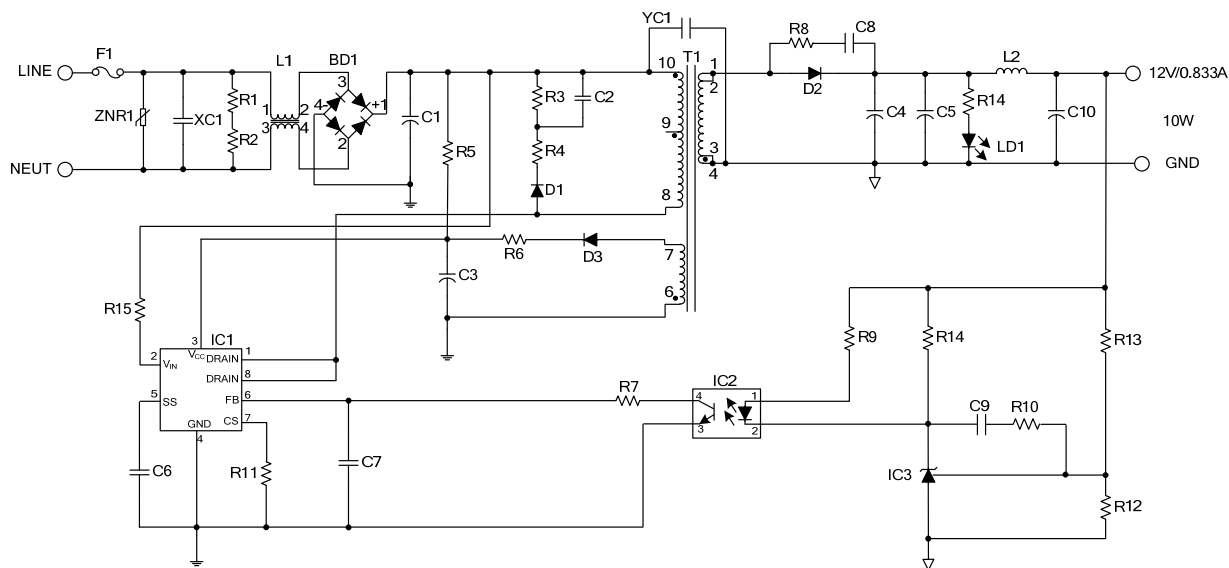 YC1
R8
C8
F1
L1
BD1
T1
L2
LINE
10
1
2
12V/0.833A
3
4-
+1
2
D2
R3
C2
ZNR1
XC1
R1
R2
1
2
3
4
C1
R14
C4
C5
C10
10W
9
R5
R4
LD1
3
4
NEUT
GND
8
D1
7
R6
D3
C3
6
R15
IC1
3
2
VCC
DRAIN
1
VIN
DRAIN
8
R9
R14
R13
5
SS
FB
6
R7
IC2
4
1
CS
7
GND
4
3
2
C9
R10
C6
R11
C7
IC3
R12